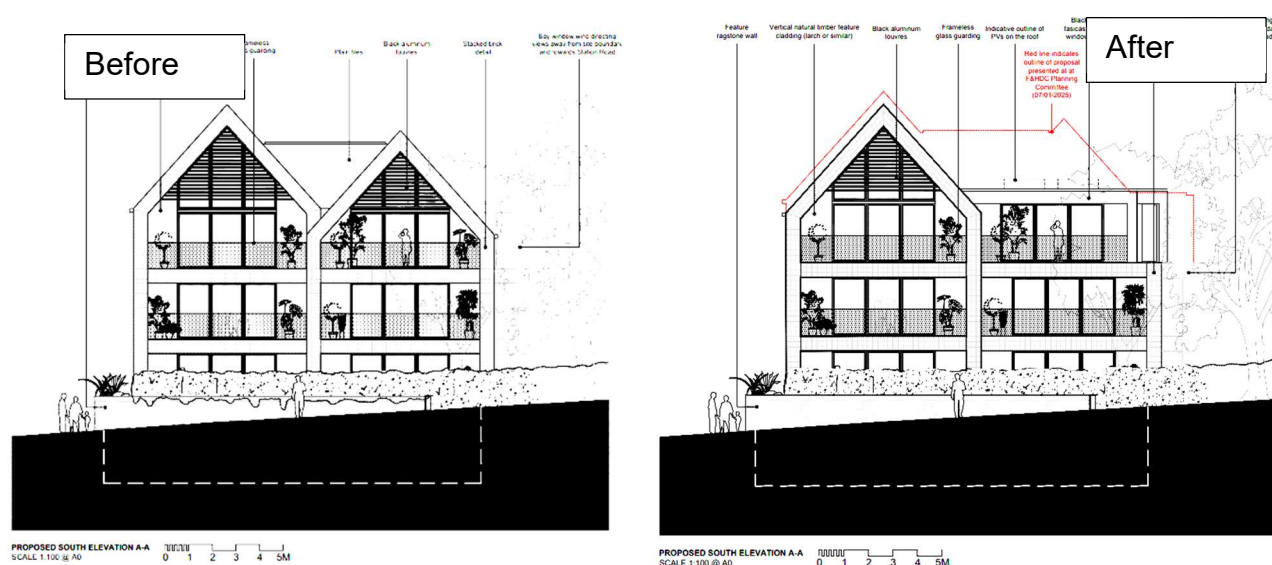 Before
guarding
Plain tiles
Black aluminum
louvres
Stacked brick
detail
Bay window wind directing
views away from site boundary
and towards Station Road
PROPOSED SOUTH ELEVATION A-A
SCALE 1:100 @ A0
0 1 2 3 4 5M
After
Feature
ragstone wall
Vertical natural timber feature
cladding (larch or similar)
Black aluminum
louvres
Frameless
glass guarding
Indicative outline of
PVs on the roof
Red line indicates
outline of proposal
presented at at
F&HDC Planning
Committee
(07/01/2025)
PROPOSED SOUTH ELEVATION A-A
SCALE 1:100 @ A0
0 1 2 3 4 5M